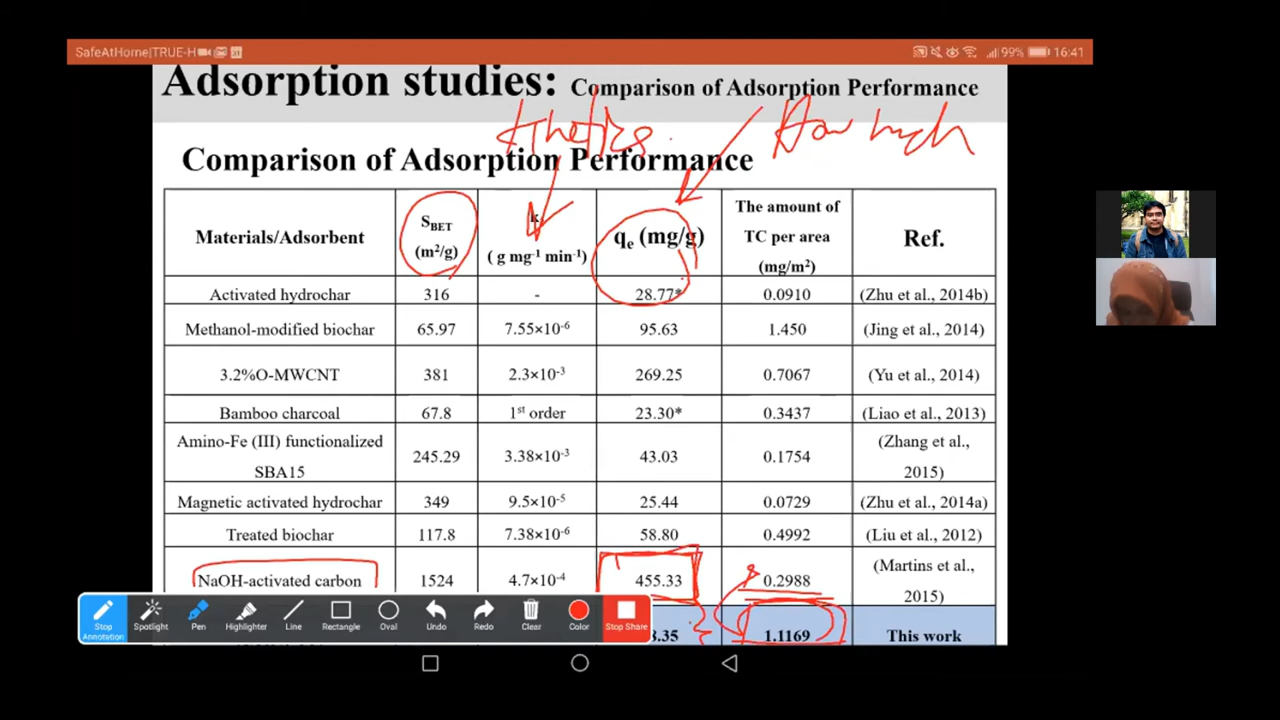 SafeAtHome|TRUE-H
99% 16:41
Adsorption studies: Comparison of Adsorption Performance
kinetics
How high
Comparison of Adsorption Performance
Materials/Adsorbent S_BET (m²/g) k ( g mg⁻¹ min⁻¹) qₑ (mg/g) The amount of TC per area (mg/m²) Ref.
Activated hydrochar 316 - 28.77* 0.0910 (Zhu et al., 2014b)
Methanol-modified biochar 65.97 7.55×10⁻⁶ 95.63 1.450 (Jing et al., 2014)
3.2%O-MWCNT 381 2.3×10⁻³ 269.25 0.7067 (Yu et al., 2014)
Bamboo charcoal 67.8 1ˢᵗ order 23.30* 0.3437 (Liao et al., 2013)
Amino-Fe (III) functionalized SBA15 245.29 3.38×10⁻³ 43.03 0.1754 (Zhang et al., 2015)
Magnetic activated hydrochar 349 9.5×10⁻⁵ 25.44 0.0729 (Zhu et al., 2014a)
Treated biochar 117.8 7.38×10⁻⁶ 58.80 0.4992 (Liu et al., 2012)
NaOH-activated carbon 1524 4.7×10⁻⁴ 455.33 0.2988 (Martins et al., 2015)
.35 1.1169 This work
Stop Annotation Spotlight Pen Highlighter Line Rectangle Oval Undo Redo Clear Color Stop Share